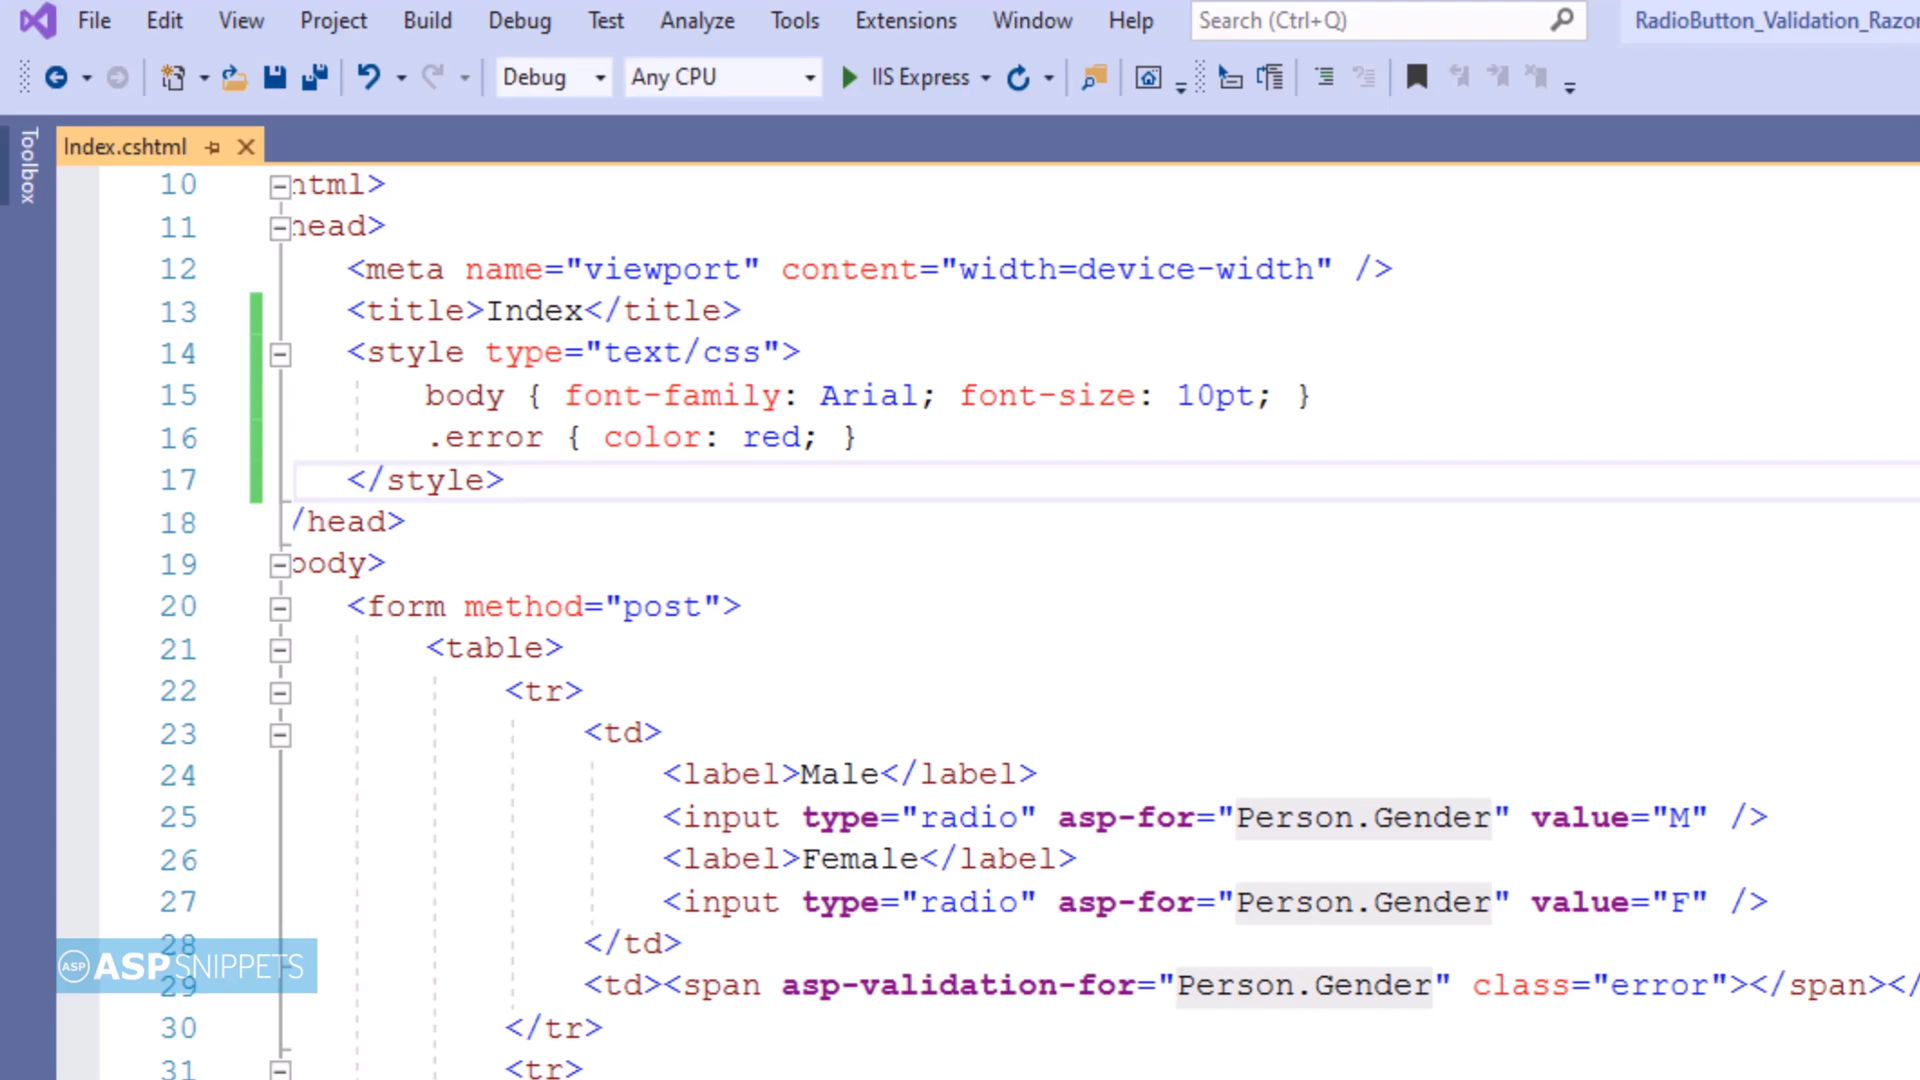 File Edit View Project Build Debug Test Analyze Tools Extensions Window Help Search (Ctrl+Q) RadioButton_Validation_Razor
Debug Any CPU IIS Express
Toolbox
Index.cshtml
10 html>
11 head>
12 <meta name="viewport" content="width=device-width" />
13 <title>Index</title>
14 <style type="text/css">
15 body { font-family: Arial; font-size: 10pt; }
16 .error { color: red; }
17 </style>
18 /head>
19 body>
20 <form method="post">
21 <table>
22 <tr>
23 <td>
24 <label>Male</label>
25 <input type="radio" asp-for="Person.Gender" value="M" />
26 <label>Female</label>
27 <input type="radio" asp-for="Person.Gender" value="F" />
28 </td>
ASP ASPSNIPPETS
29 <td><span asp-validation-for="Person.Gender" class="error"></span></
30 </tr>
31 <tr>